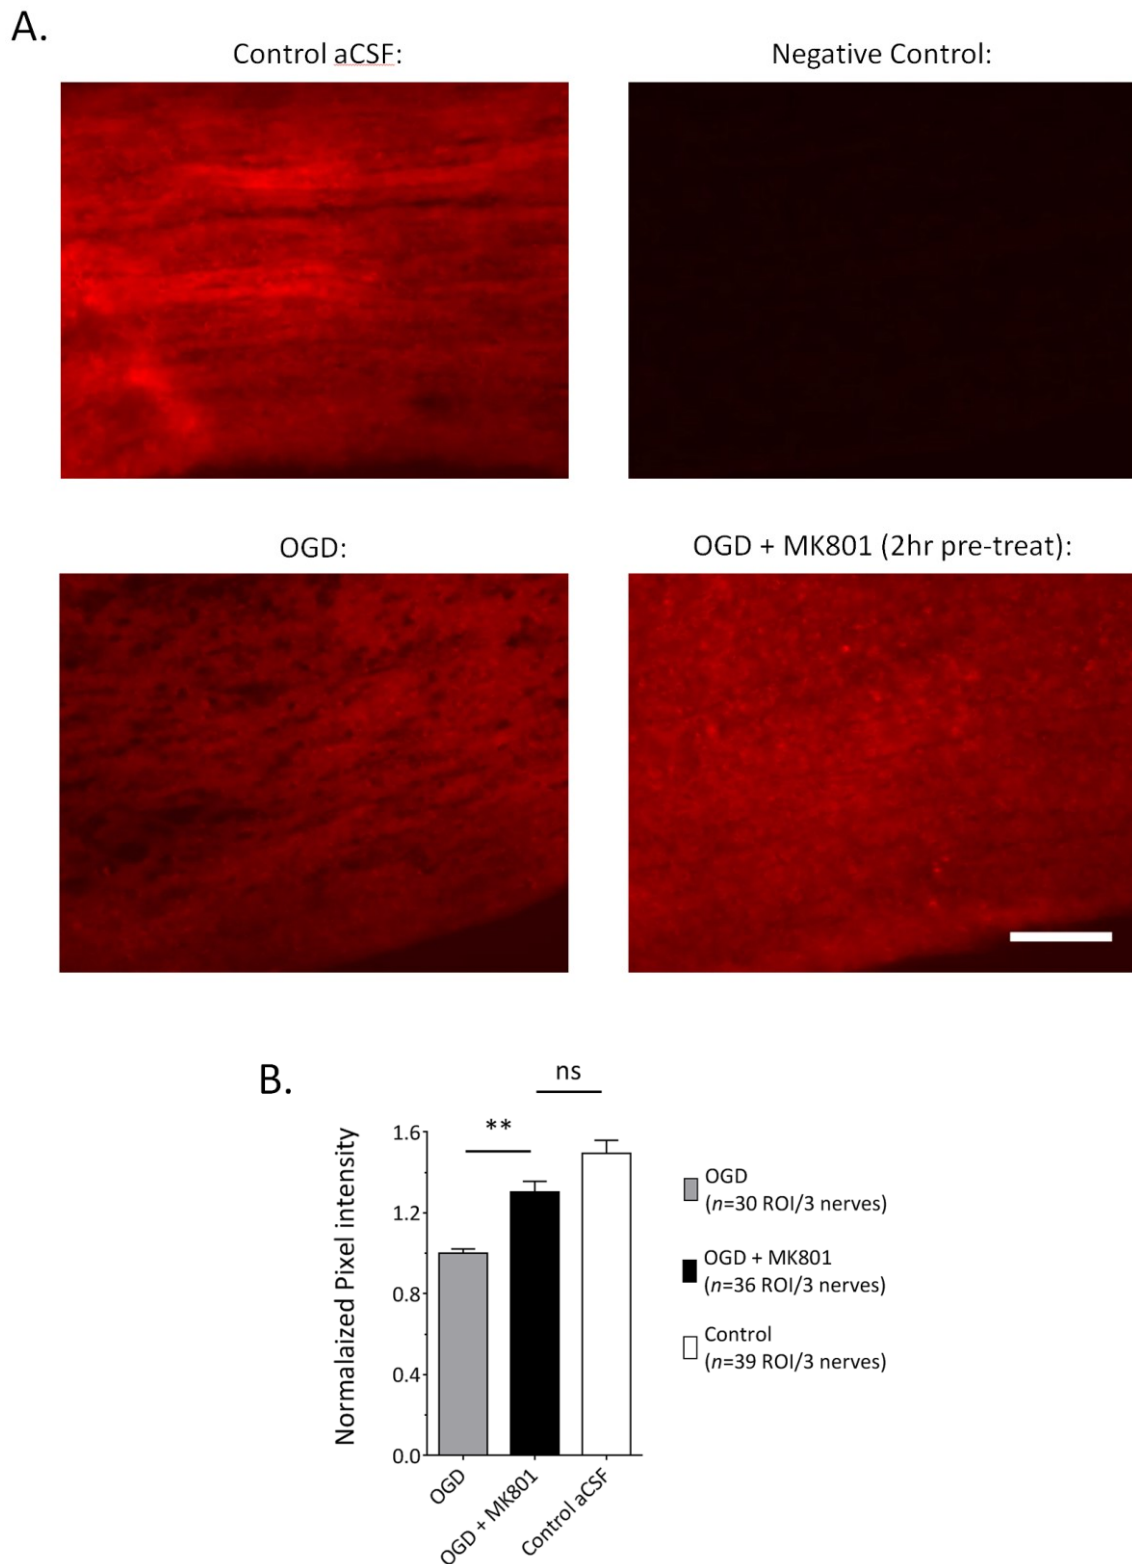 A.
Control aCSF:
Negative Control:
OGD:
OGD + MK801 (2hr pre-treat):
B.
ns
**
Normalaized Pixel intensity
1.6
1.2
0.8
0.4
0.0
OGD
OGD + MK801
Control aCSF
OGD
(n=30 ROI/3 nerves)
OGD + MK801
(n=36 ROI/3 nerves)
Control
(n=39 ROI/3 nerves)